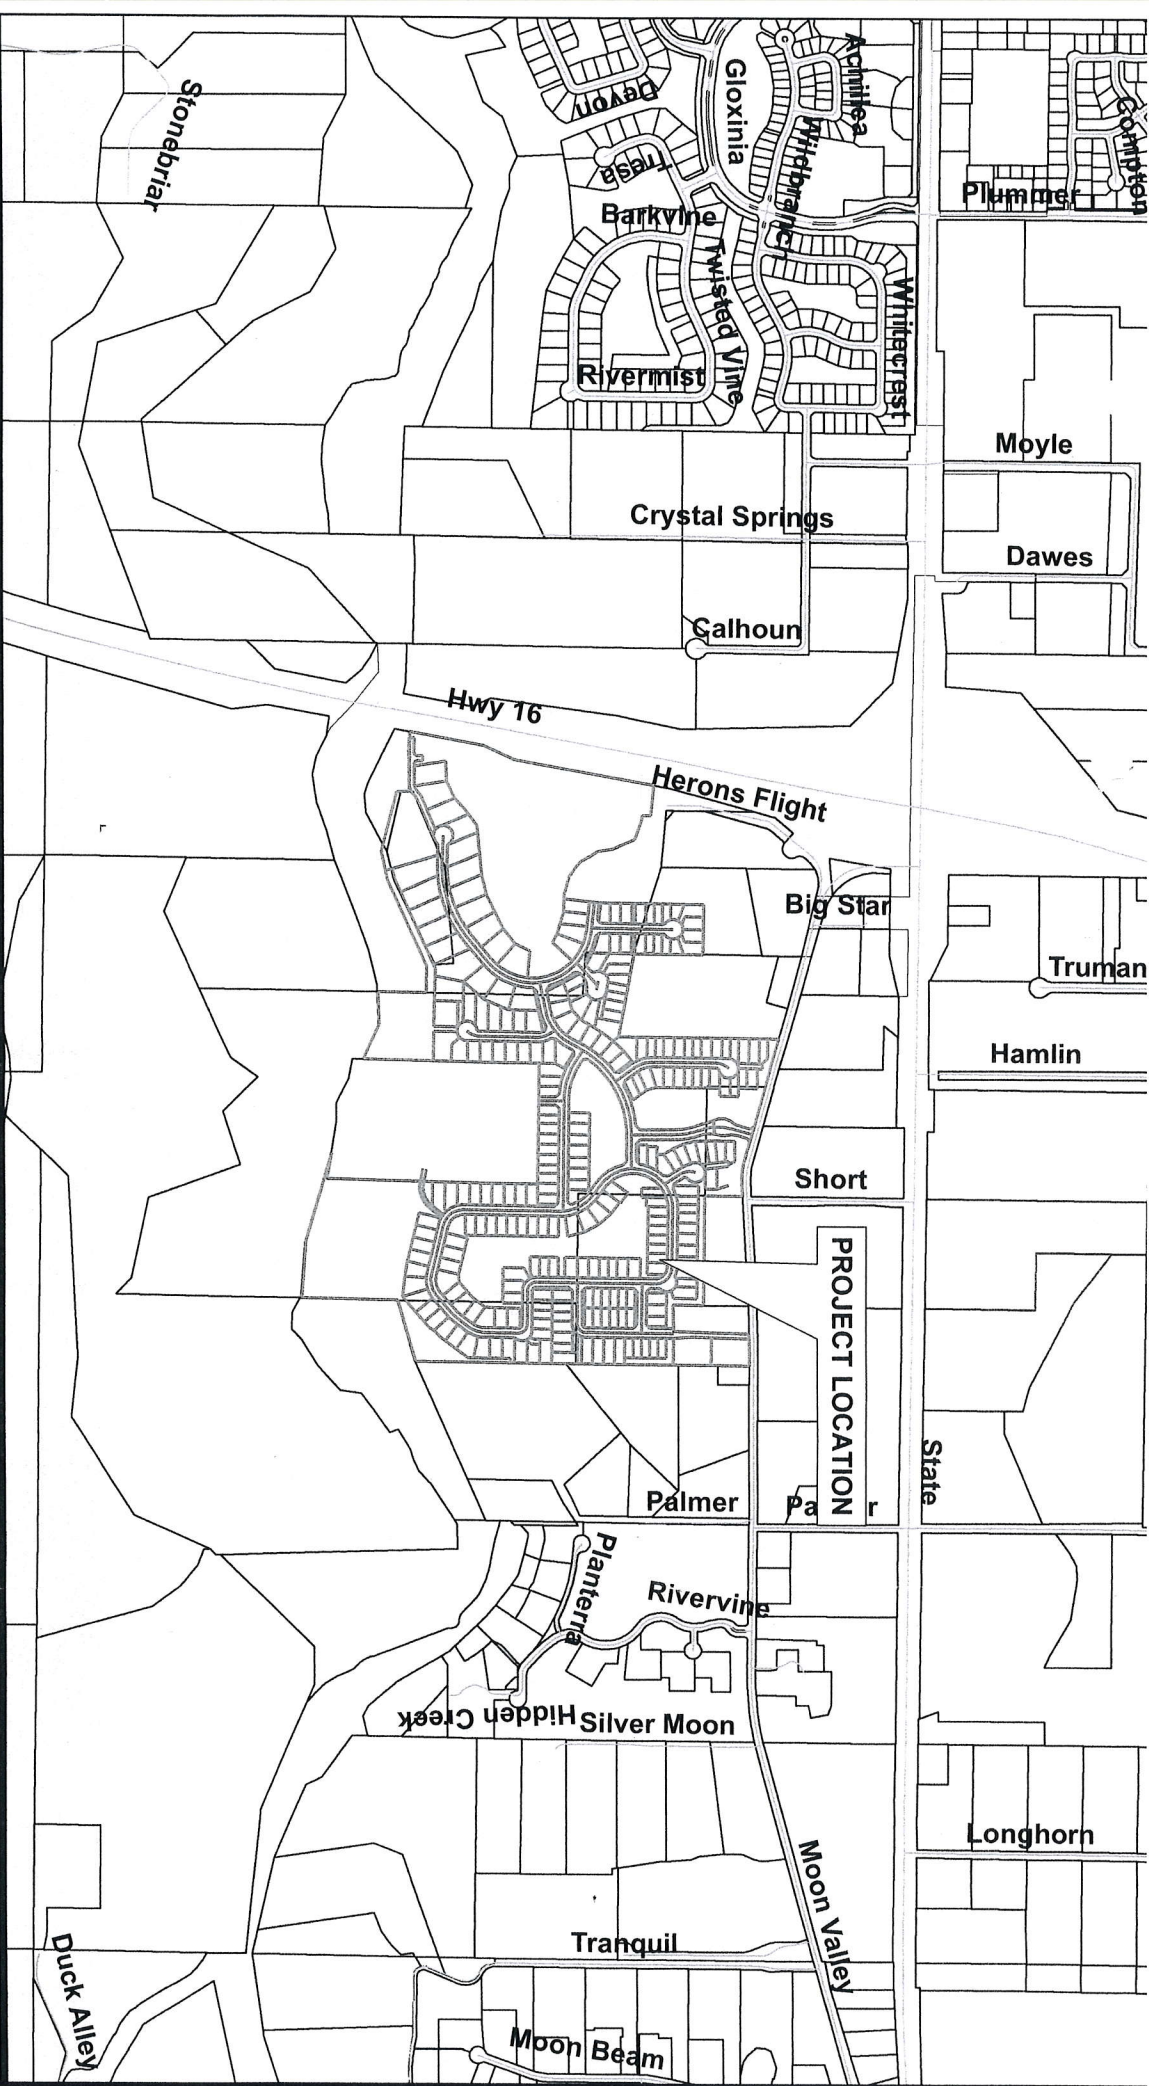 Stonebriar
Devon
Gloxinia
Achillea
Compton
Tresa
Wildbranch
Plummer
Barkvine
Twisted Vine
Whitecrest
Rivermist
Moyle
Crystal Springs
Dawes
Calhoun
Hwy 16
Herons Flight
Big Star
Truman
Hamlin
Short
PROJECT LOCATION
State
Palmer
Pa r
Planterra
Rivervine
Hidden Creek
Silver Moon
Longhorn
Moon Valley
Tranquil
Duck Alley
Moon Beam